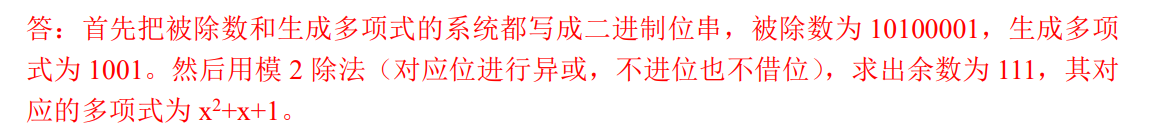 答：首先把被除数和生成多项式的系统都写成二进制位串，被除数为 10100001，生成多项
式为 1001。然后用模 2 除法（对应位进行异或，不进位也不借位），求出余数为 111，其对
应的多项式为 x²+x+1。